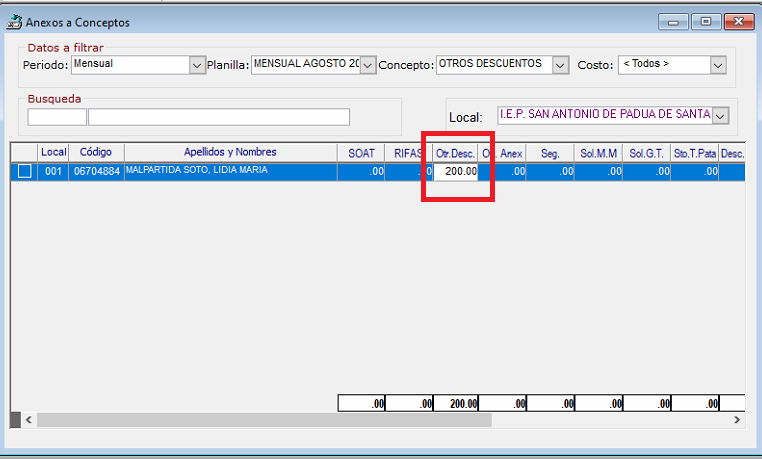 Anexos a Conceptos
Datos a filtrar
Periodo: Mensual Planilla: MENSUAL AGOSTO 20 Concepto: OTROS DESCUENTOS Costo: < Todos >
Busqueda
Local: I.E.P. SAN ANTONIO DE PADUA DE SANTA
Local Código Apellidos y Nombres SOAT RIFAS Otr.Desc. Anex Seg. Sol.M.M Sol.G.T. Sto.T.Pata Desc.
001 06704884 MALPARTIDA SOTO, LIDIA MARIA .00 .00 200.00 .00 .00 .00 .00 .00
.00 .00 200.00 .00 .00 .00 .00 .00